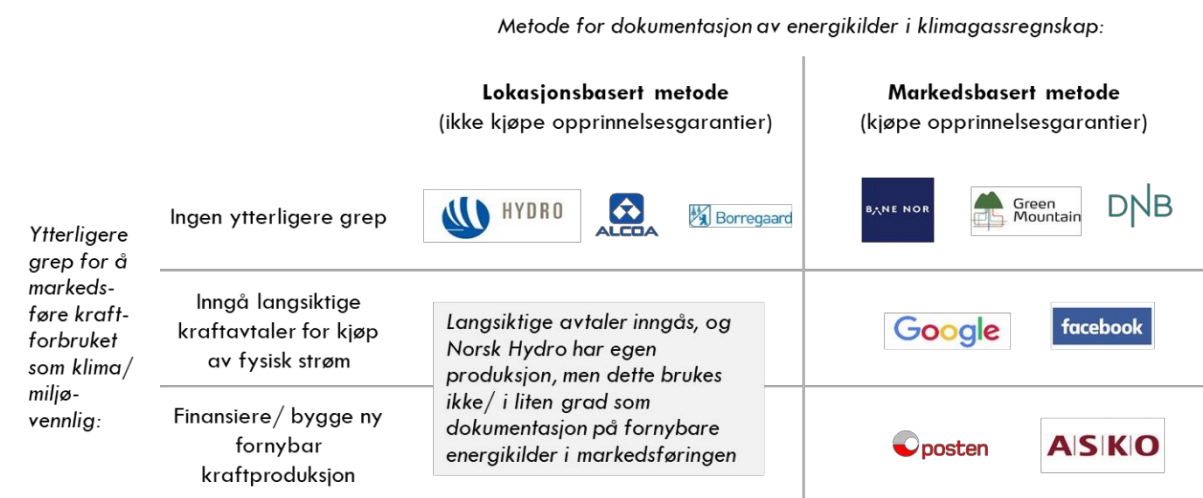 Metode for dokumentasjon av energikilder i klimagassregnskap:
Lokasjonsbasert metode
(ikke kjøpe opprinnelsesgarantier)
Markedsbasert metode
(kjøpe opprinnelsesgarantier)
Ytterligere
grep for å
markeds-
føre kraft-
forbruket
som klima/
miljø-
vennlig:
Ingen ytterligere grep
HYDRO
ALCOA
Borregaard
BANE NOR
Green
Mountain
DNB
Inngå langsiktige
kraftavtaler for kjøp
av fysisk strøm
Langsiktige avtaler inngås, og
Norsk Hydro har egen
produksjon, men dette brukes
ikke/ i liten grad som
dokumentasjon på fornybare
energikilder i markedsføringen
Google
facebook
Finansiere/ bygge ny
fornybar
kraftproduksjon
posten
ASKO